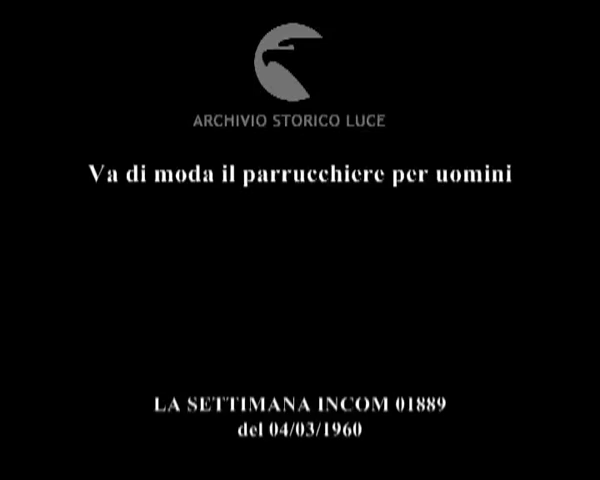 ARCHIVIO STORICO LUCE
Va di moda il parrucchiere per uomini
LA SETTIMANA INCOM 01889
del 04/03/1960